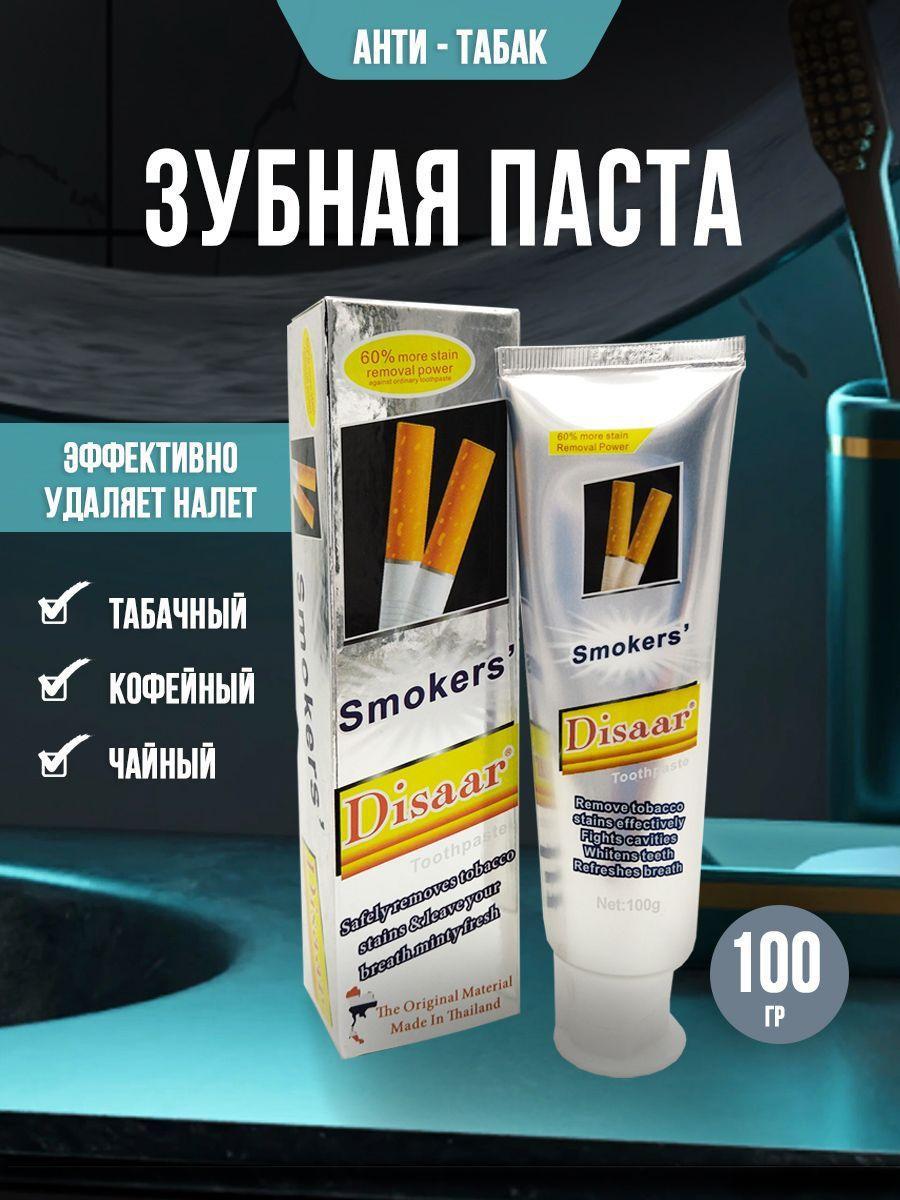 АНТИ - ТАБАК
ЗУБНАЯ ПАСТА
ЭФФЕКТИВНО
УДАЛЯЕТ НАЛЕТ
ТАБАЧНЫЙ
КОФЕЙНЫЙ
ЧАЙНЫЙ
60% more stain
removal power
against ordinary toothpaste
Smokers'
Disaar®
Toothpaste
Safely removes tobacco
stains & leave your
breath minty fresh
The Original Material
Made In Thailand
Smokers'
Disaar
60% more stain
Removal Power
Smokers'
Disaar®
Toothpaste
Remove tobacco
stains effectively
Fights cavities
Whitens teeth
Refreshes breath
Net:100g
100
ГР